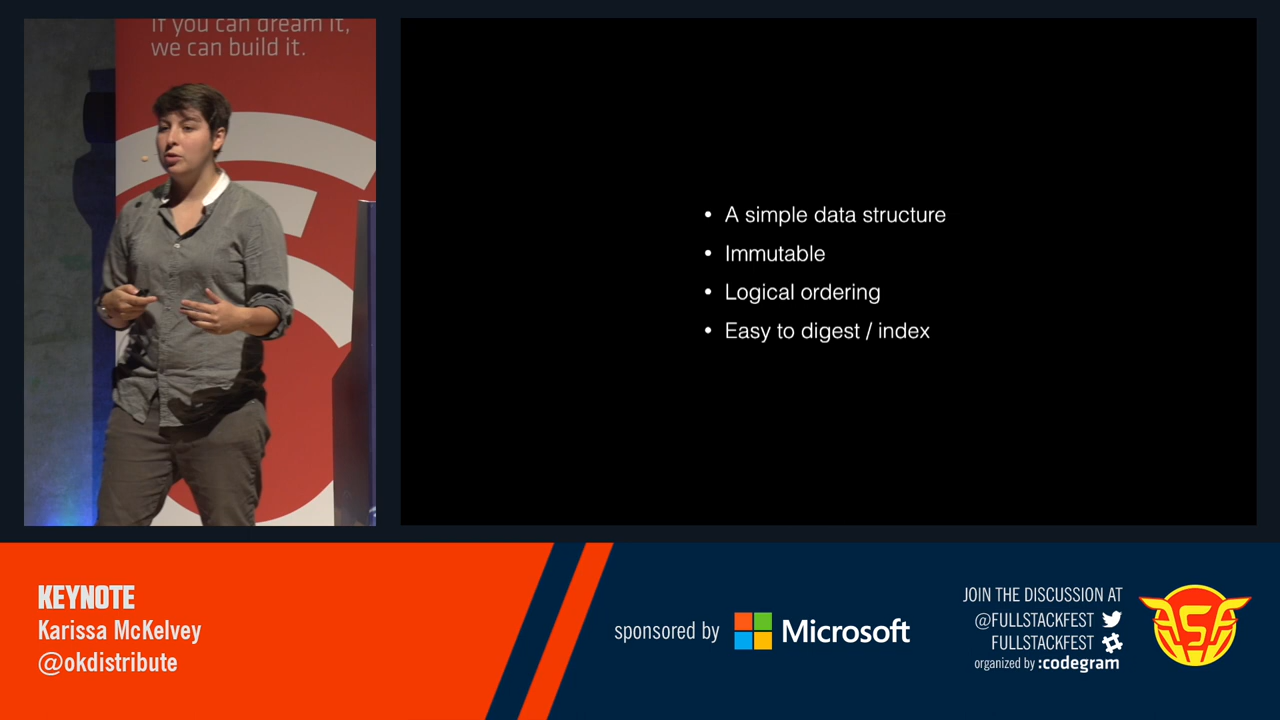 If you can dream it,
we can build it.
• A simple data structure
• Immutable
• Logical ordering
• Easy to digest / index
KEYNOTE
Karissa McKelvey
@okdistribute
sponsored by Microsoft
JOIN THE DISCUSSION AT
@FULLSTACKFEST
FULLSTACKFEST
organized by :codegram
FSF